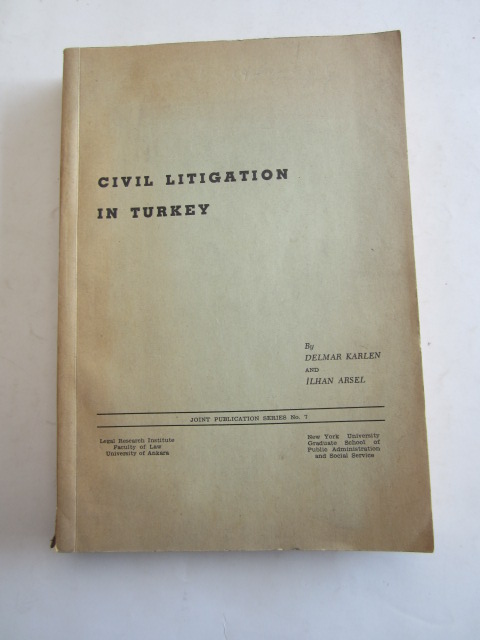 CIVIL LITIGATION
IN TURKEY
By
DELMAR KARLEN
AND
İLHAN ARSEL
JOINT PUBLICATION SERIES No. 7
Legal Research Institute
Faculty of Law
University of Ankara
New York University
Graduate School of
Public Administration
and Social Service